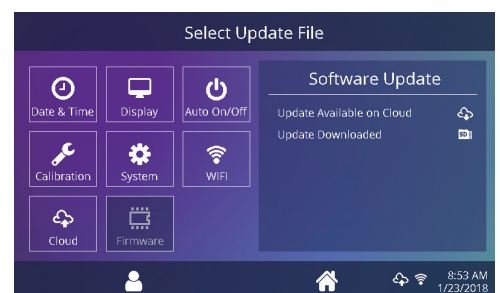 Select Update File
Date & Time
Display
Auto On/Off
Calibration
System
WIFI
Cloud
Firmware
Software Update
Update Available on Cloud
Update Downloaded
SD
8:53 AM
1/23/2018